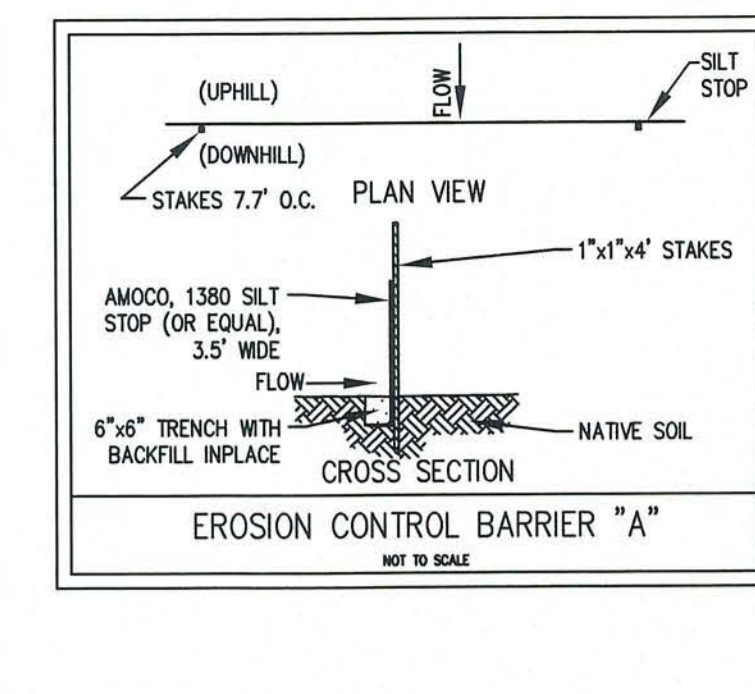 (UPHILL)
FLOW
SILT
STOP
(DOWNHILL)
STAKES 7.7' O.C.
PLAN VIEW
1"x1"x4' STAKES
AMOCO, 1380 SILT
STOP (OR EQUAL),
3.5' WIDE
FLOW
6"x6" TRENCH WITH
BACKFILL INPLACE
NATIVE SOIL
CROSS SECTION
EROSION CONTROL BARRIER "A"
NOT TO SCALE